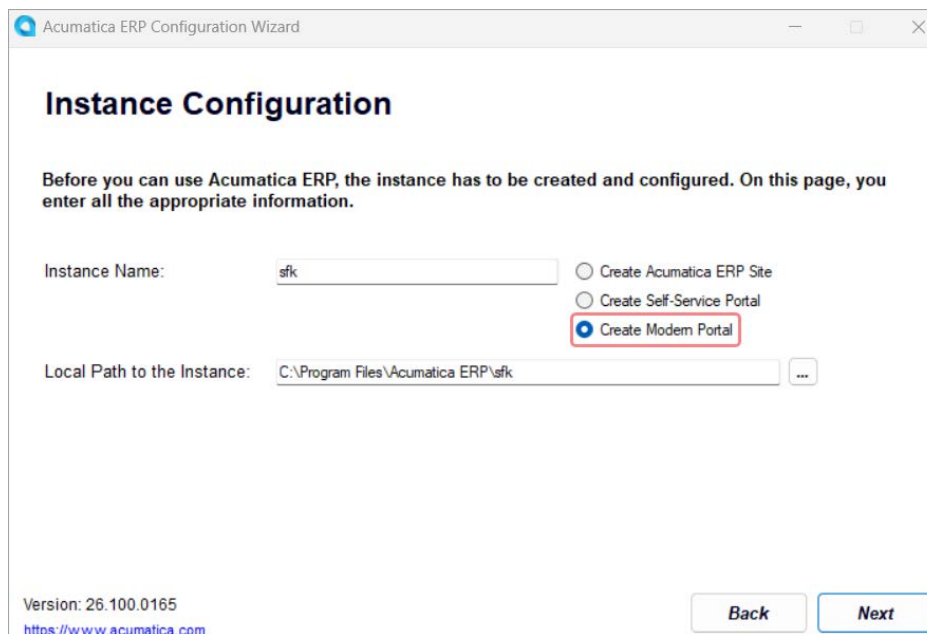 Acumatica ERP Configuration Wizard
Instance Configuration
Before you can use Acumatica ERP, the instance has to be created and configured. On this page, you
enter all the appropriate information.
Instance Name:
sfk
Create Acumatica ERP Site
Create Self-Service Portal
Create Modern Portal
Local Path to the Instance:
C:\Program Files\Acumatica ERP\sfk
...
Version: 26.100.0165
https://www.acumatica.com
Back
Next